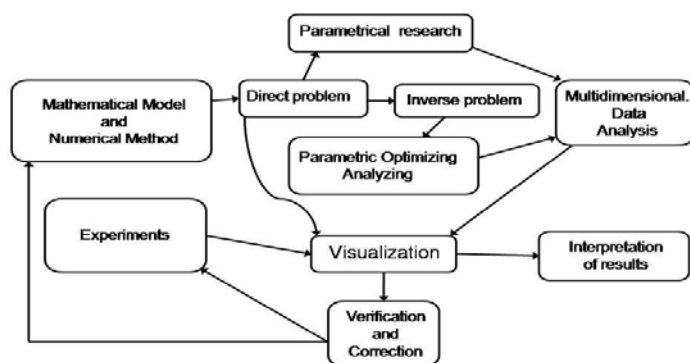 Parametrical research
Mathematical Model
and
Numerical Method
Direct problem
Inverse problem
Multidimensional.
Data
Analysis
Parametric Optimizing
Analyzing
Experiments
Visualization
Interpretation
of results
Verification
and
Correction